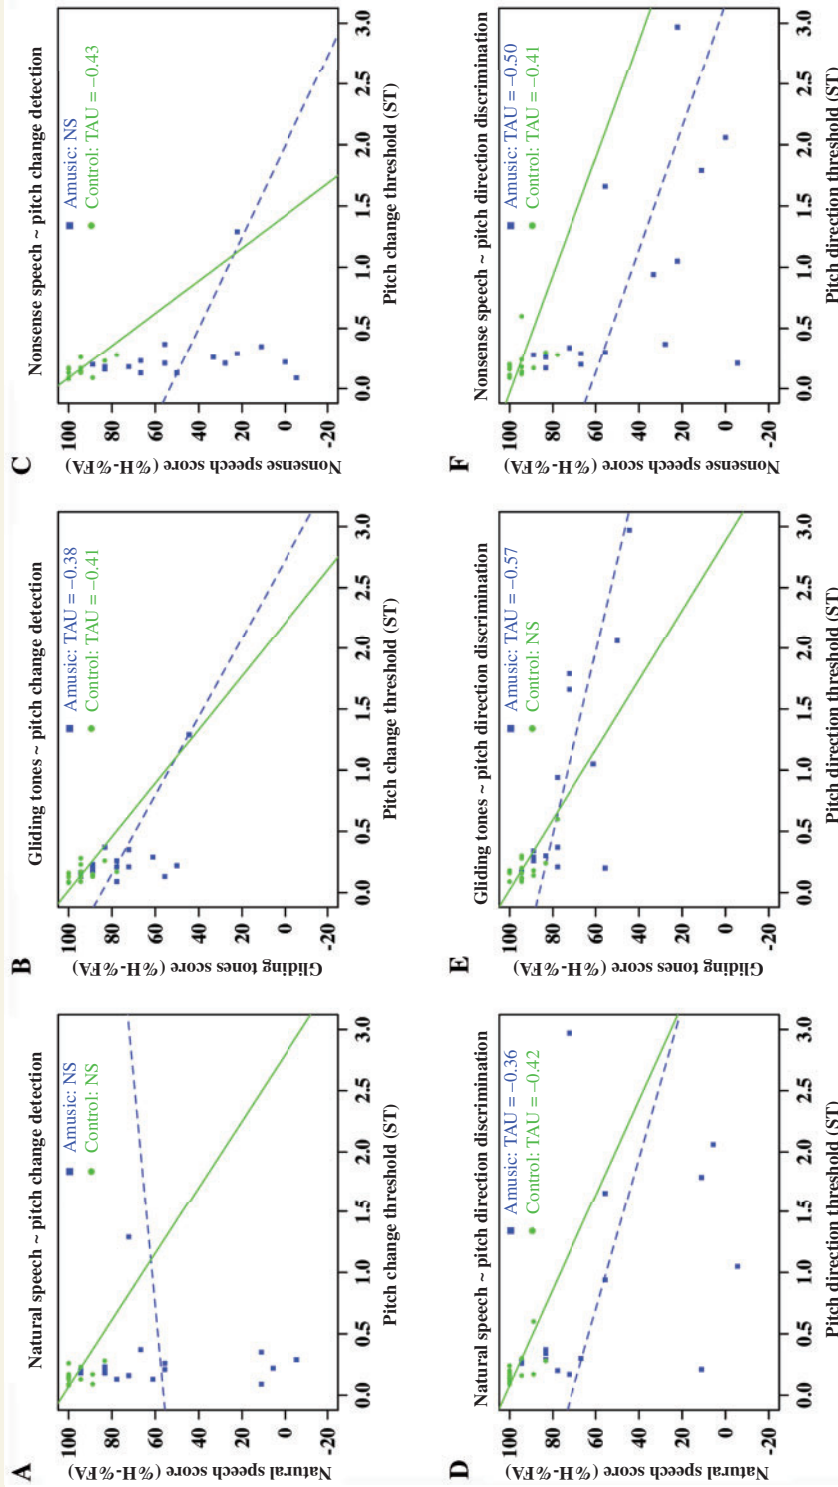 A
Natural speech ~ pitch change detection
Amusic: NS
Control: NS
Natural speech score (%H-%FA)
100
80
60
40
20
0
-20
0.0 0.5 1.0 1.5 2.0 2.5 3.0
Pitch change threshold (ST)
B
Gliding tones ~ pitch change detection
Amusic: TAU = −0.38
Control: TAU = −0.41
Gliding tones score (%H-%FA)
100
80
60
40
20
0
-20
0.0 0.5 1.0 1.5 2.0 2.5 3.0
Pitch change threshold (ST)
C
Nonsense speech ~ pitch change detection
Amusic: NS
Control: TAU = −0.43
Nonsense speech score (%H-%FA)
100
80
60
40
20
0
-20
0.0 0.5 1.0 1.5 2.0 2.5 3.0
Pitch change threshold (ST)
D
Natural speech ~ pitch direction discrimination
Amusic: TAU = −0.36
Control: TAU = −0.42
Natural speech score (%H-%FA)
100
80
60
40
20
0
-20
0.0 0.5 1.0 1.5 2.0 2.5 3.0
Pitch direction threshold (ST)
E
Gliding tones ~ pitch direction discrimination
Amusic: TAU = −0.57
Control: NS
Gliding tones score (%H-%FA)
100
80
60
40
20
0
-20
0.0 0.5 1.0 1.5 2.0 2.5 3.0
Pitch direction threshold (ST)
F
Nonsense speech ~ pitch direction discrimination
Amusic: TAU = −0.50
Control: TAU = −0.41
Nonsense speech score (%H-%FA)
100
80
60
40
20
0
-20
0.0 0.5 1.0 1.5 2.0 2.5 3.0
Pitch direction threshold (ST)